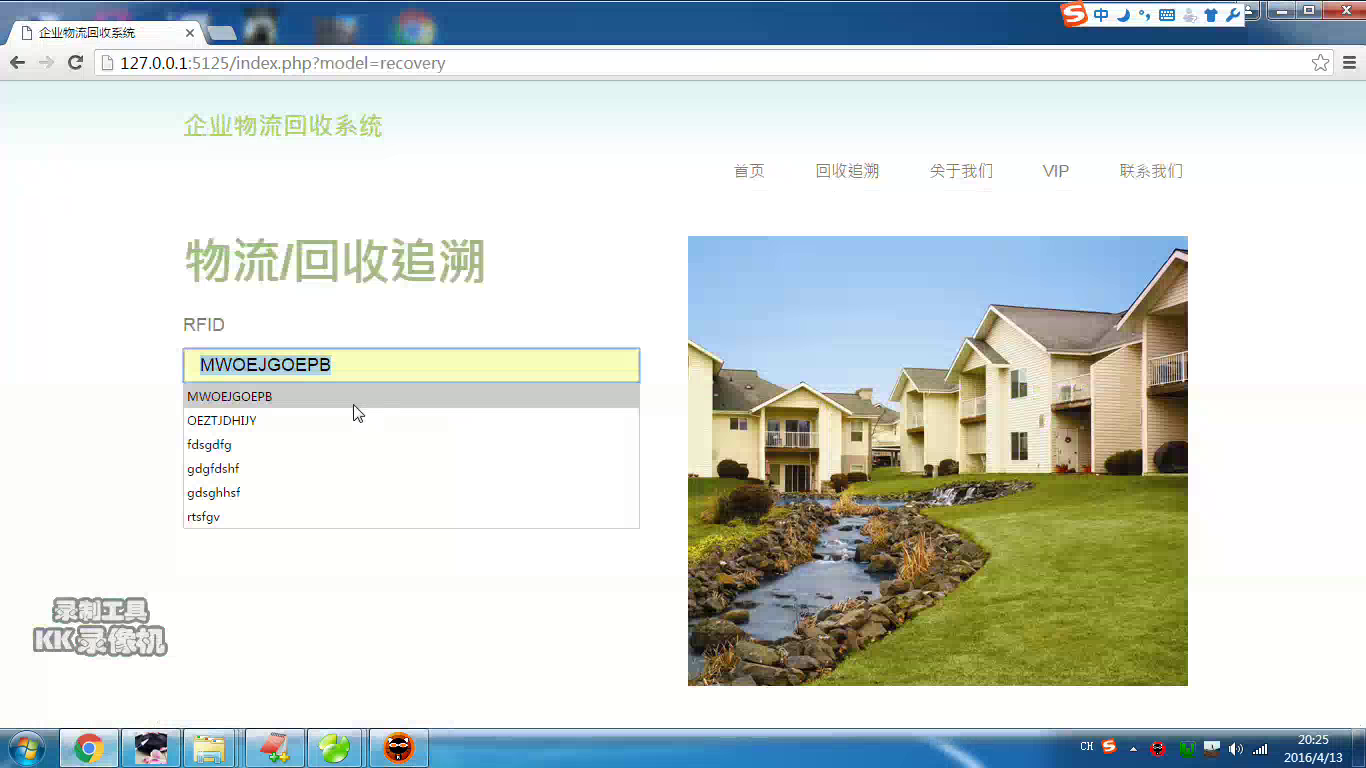 企业物流回收系统
中
127.0.0.1:5125/index.php?model=recovery
企业物流回收系统
首页 回收追溯 关于我们 VIP 联系我们
物流/回收追溯
RFID
MWOEJGOEPB
MWOEJGOEPB
OEZTJDHIJY
fdsgdfg
gdgfdshf
gdsghhsf
rtsfgv
录制工具
KK录像机
CH
20:25
2016/4/13